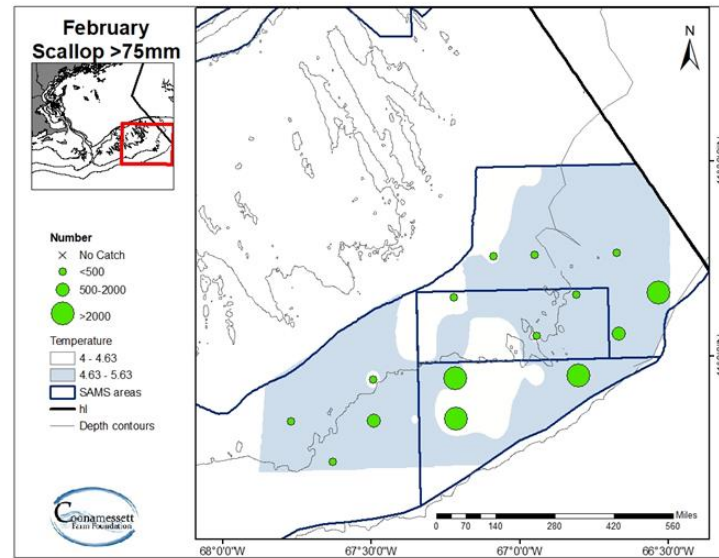 February
Scallop >75mm
N
Number
No Catch
<500
500-2000
>2000
Temperature
4 - 4.63
4.63 - 5.63
SAMS areas
hl
Depth contours
COONAMESSETT
Farm Foundation
Miles
0 70 140 280 420 560
68°0'0"W 67°30'0"W 67°0'0"W 66°30'0"W